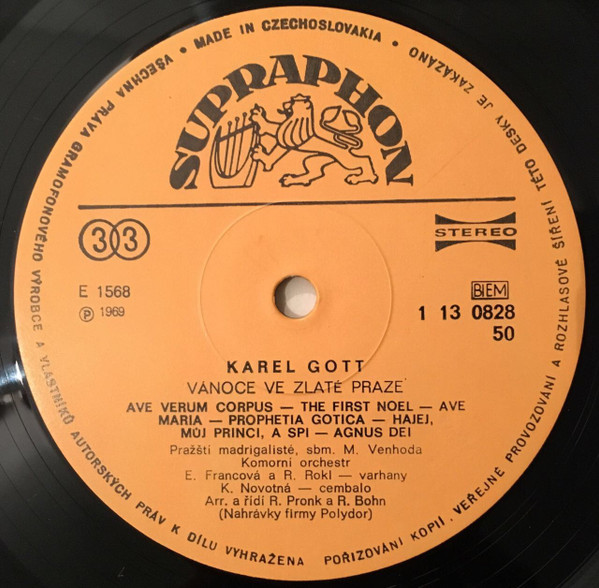 VŠECHNA PRÁVA GRAMOFONOVÉHO VÝROBCE A VLASTNÍKŮ AUTORSKÝCH PRÁV K DÍLU VYHRAŽENA POŘIZOVÁNÍ KOPIÍ, VEŘEJNÉ PROVOZOVÁNÍ A ROZHLASOVÉ ŠÍŘENÍ TÉTO DESKY JE ZAKÁZÁNO
• MADE IN CZECHOSLOVAKIA •
SUPRAPHON
33
STEREO
E 1568
BIEM
℗ 1969
1 13 0828
50
KAREL GOTT
VÁNOCE VE ZLATÉ PRAZE
AVE VERUM CORPUS — THE FIRST NOEL — AVE
MARIA — PROPHETIA GOTICA — HAJEJ,
MŮJ PRINCI, A SPI — AGNUS DEI
Pražští madrigalisté, sbm. M. Venhoda
Komorní orchestr
E. Francová a R. Rokl — varhany
K. Novotná — cembalo
Arr. a řídí R. Pronk a R. Bohn
(Nahrávky firmy Polydor)